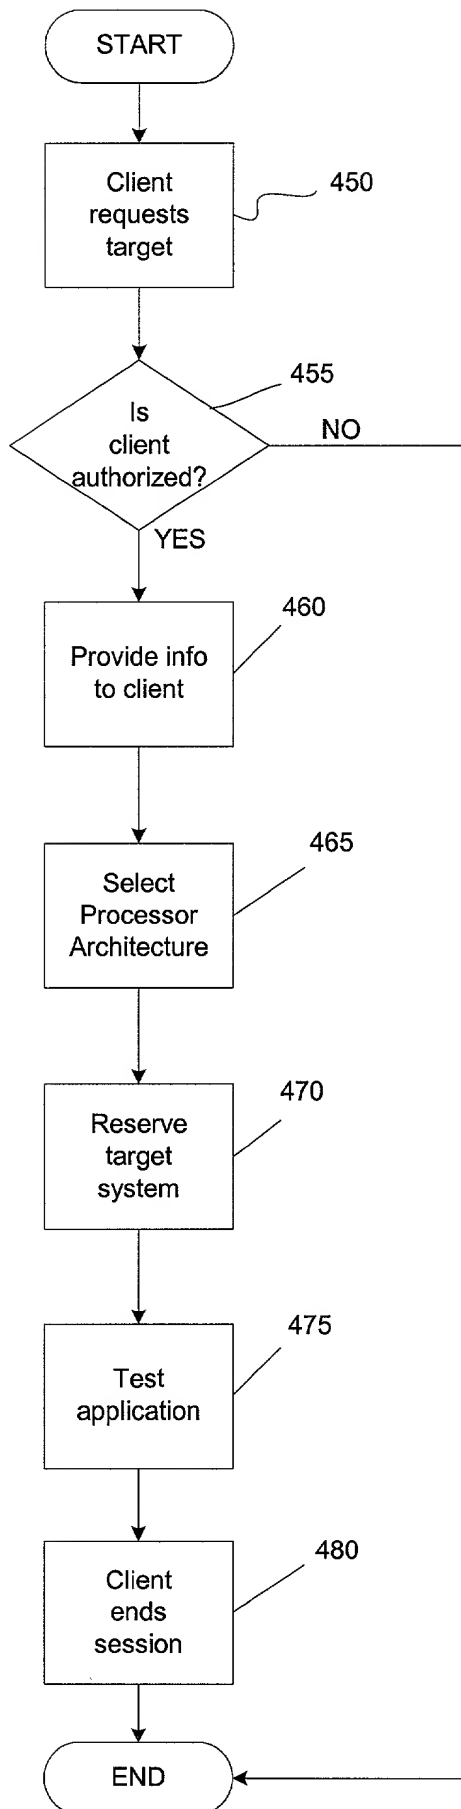 START
Client
requests
target
450
455
Is
client
authorized?
NO
YES
460
Provide info
to client
465
Select
Processor
Architecture
470
Reserve
target
system
475
Test
application
480
Client
ends
session
END